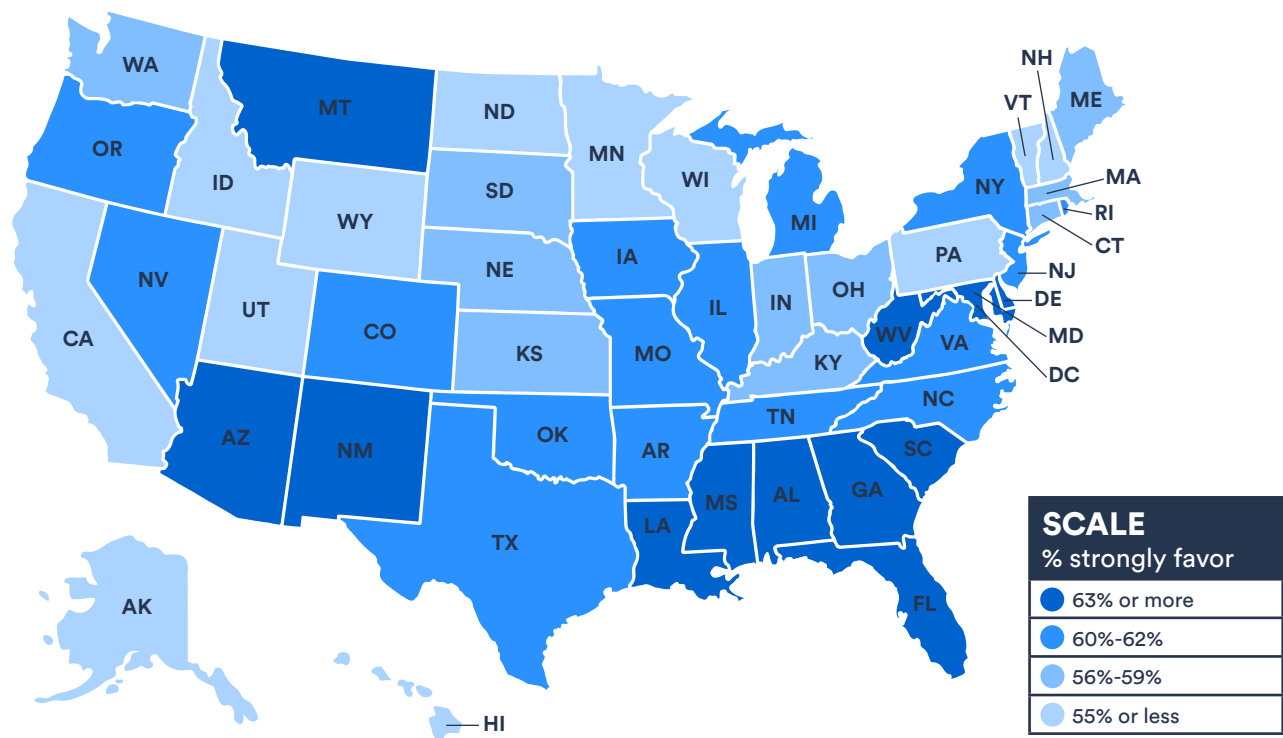 NH
WA
ME
MT
VT
ND
OR
MN
MA
WI
ID
SD
NY
RI
WY
MI
CT
IA
PA
NE
NJ
NV
OH
DE
IN
UT
IL
CO
WV
MD
CA
VA
KS
MO
KY
DC
NC
TN
OK
AZ
SC
NM
AR
GA
AL
MS
LA
SCALE
TX
% strongly favor
63% or more
FL
AK
60%-62%
56%-59%
55% or less
HI